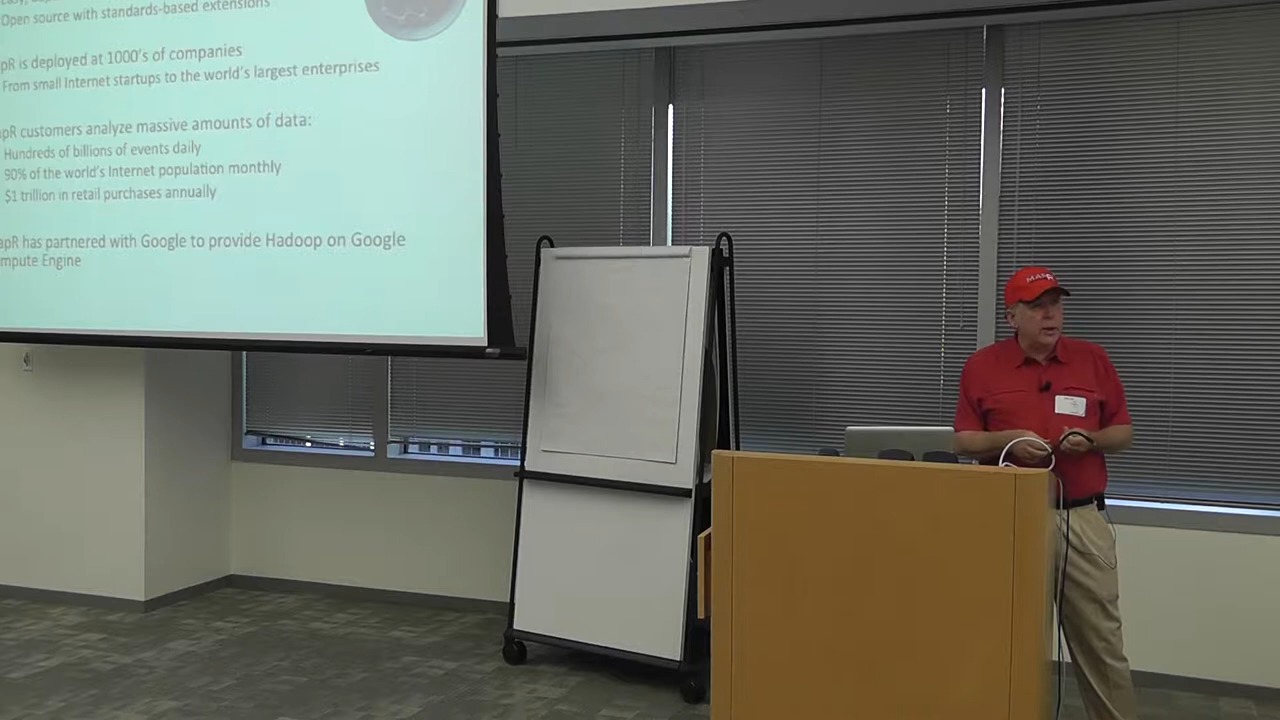 Open source with standards-based extensions
pR is deployed at 1000's of companies
From small Internet startups to the world's largest enterprises
apR customers analyze massive amounts of data:
Hundreds of billions of events daily
90% of the world's Internet population monthly
$1 trillion in retail purchases annually
apR has partnered with Google to provide Hadoop on Google
mpute Engine
MAPR